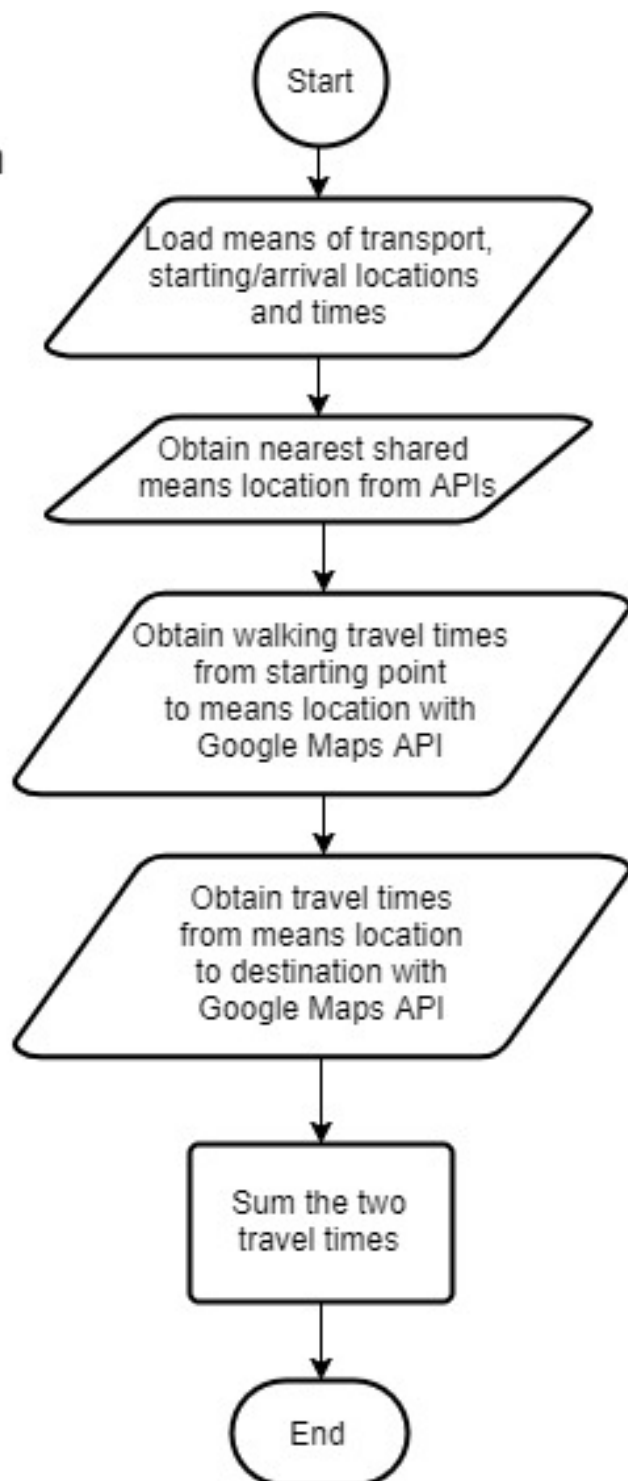 Start
Load means of transport,
starting/arrival locations
and times
Obtain nearest shared
means location from APIs
Obtain walking travel times
from starting point
to means location with
Google Maps API
Obtain travel times
from means location
to destination with
Google Maps API
Sum the two
travel times
End